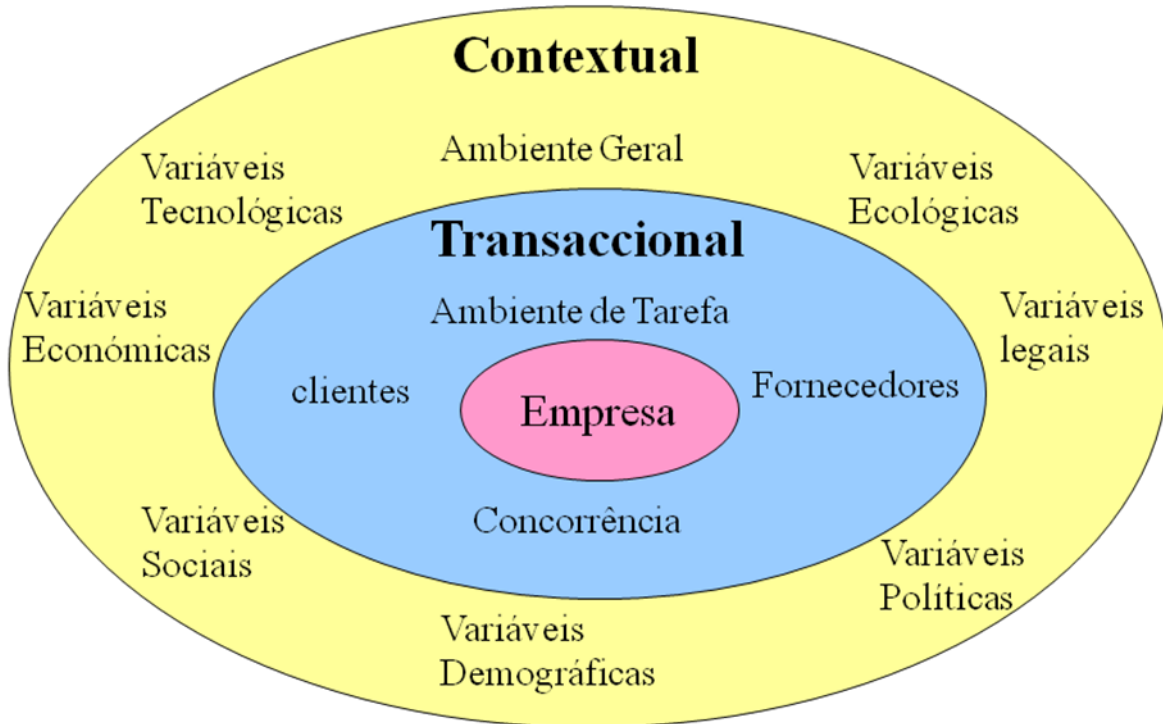 Contextual
Ambiente Geral
Variáveis
Tecnológicas
Variáveis
Ecológicas
Transaccional
Ambiente de Tarefa
Variáveis
Económicas
Variáveis
legais
clientes
Empresa
Fornecedores
Concorrência
Variáveis
Sociais
Variáveis
Políticas
Variáveis
Demográficas